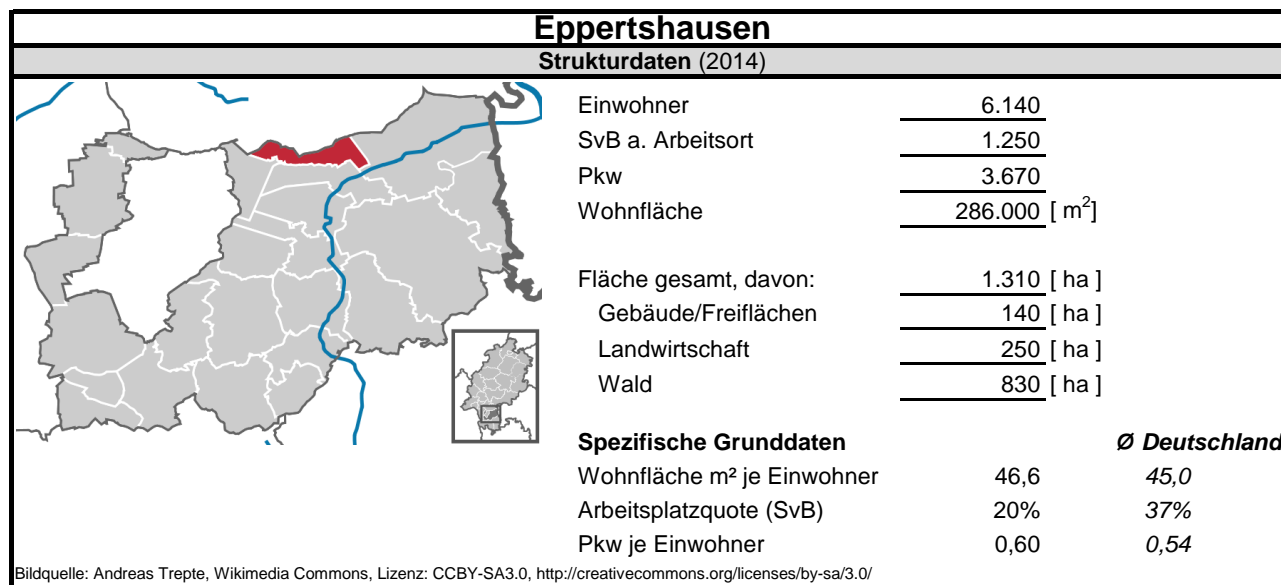 Eppertshausen
Strukturdaten (2014)
Einwohner 6.140
SvB a. Arbeitsort 1.250
Pkw 3.670
Wohnfläche 286.000 [ m²]
Fläche gesamt, davon: 1.310 [ ha ]
Gebäude/Freiflächen 140 [ ha ]
Landwirtschaft 250 [ ha ]
Wald 830 [ ha ]
Spezifische Grunddaten Ø Deutschland
Wohnfläche m² je Einwohner 46,6 45,0
Arbeitsplatzquote (SvB) 20% 37%
Pkw je Einwohner 0,60 0,54
Bildquelle: Andreas Trepte, Wikimedia Commons, Lizenz: CCBY-SA3.0, http://creativecommons.org/licenses/by-sa/3.0/